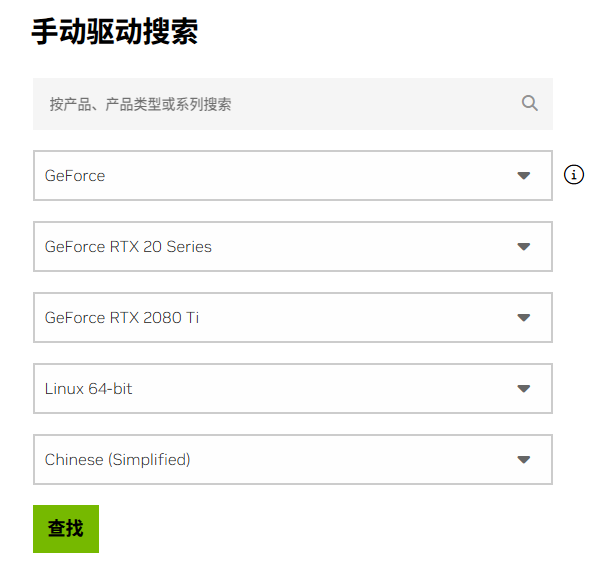 手动驱动搜索
按产品、产品类型或系列搜索
GeForce
GeForce RTX 20 Series
GeForce RTX 2080 Ti
Linux 64-bit
Chinese (Simplified)
查找